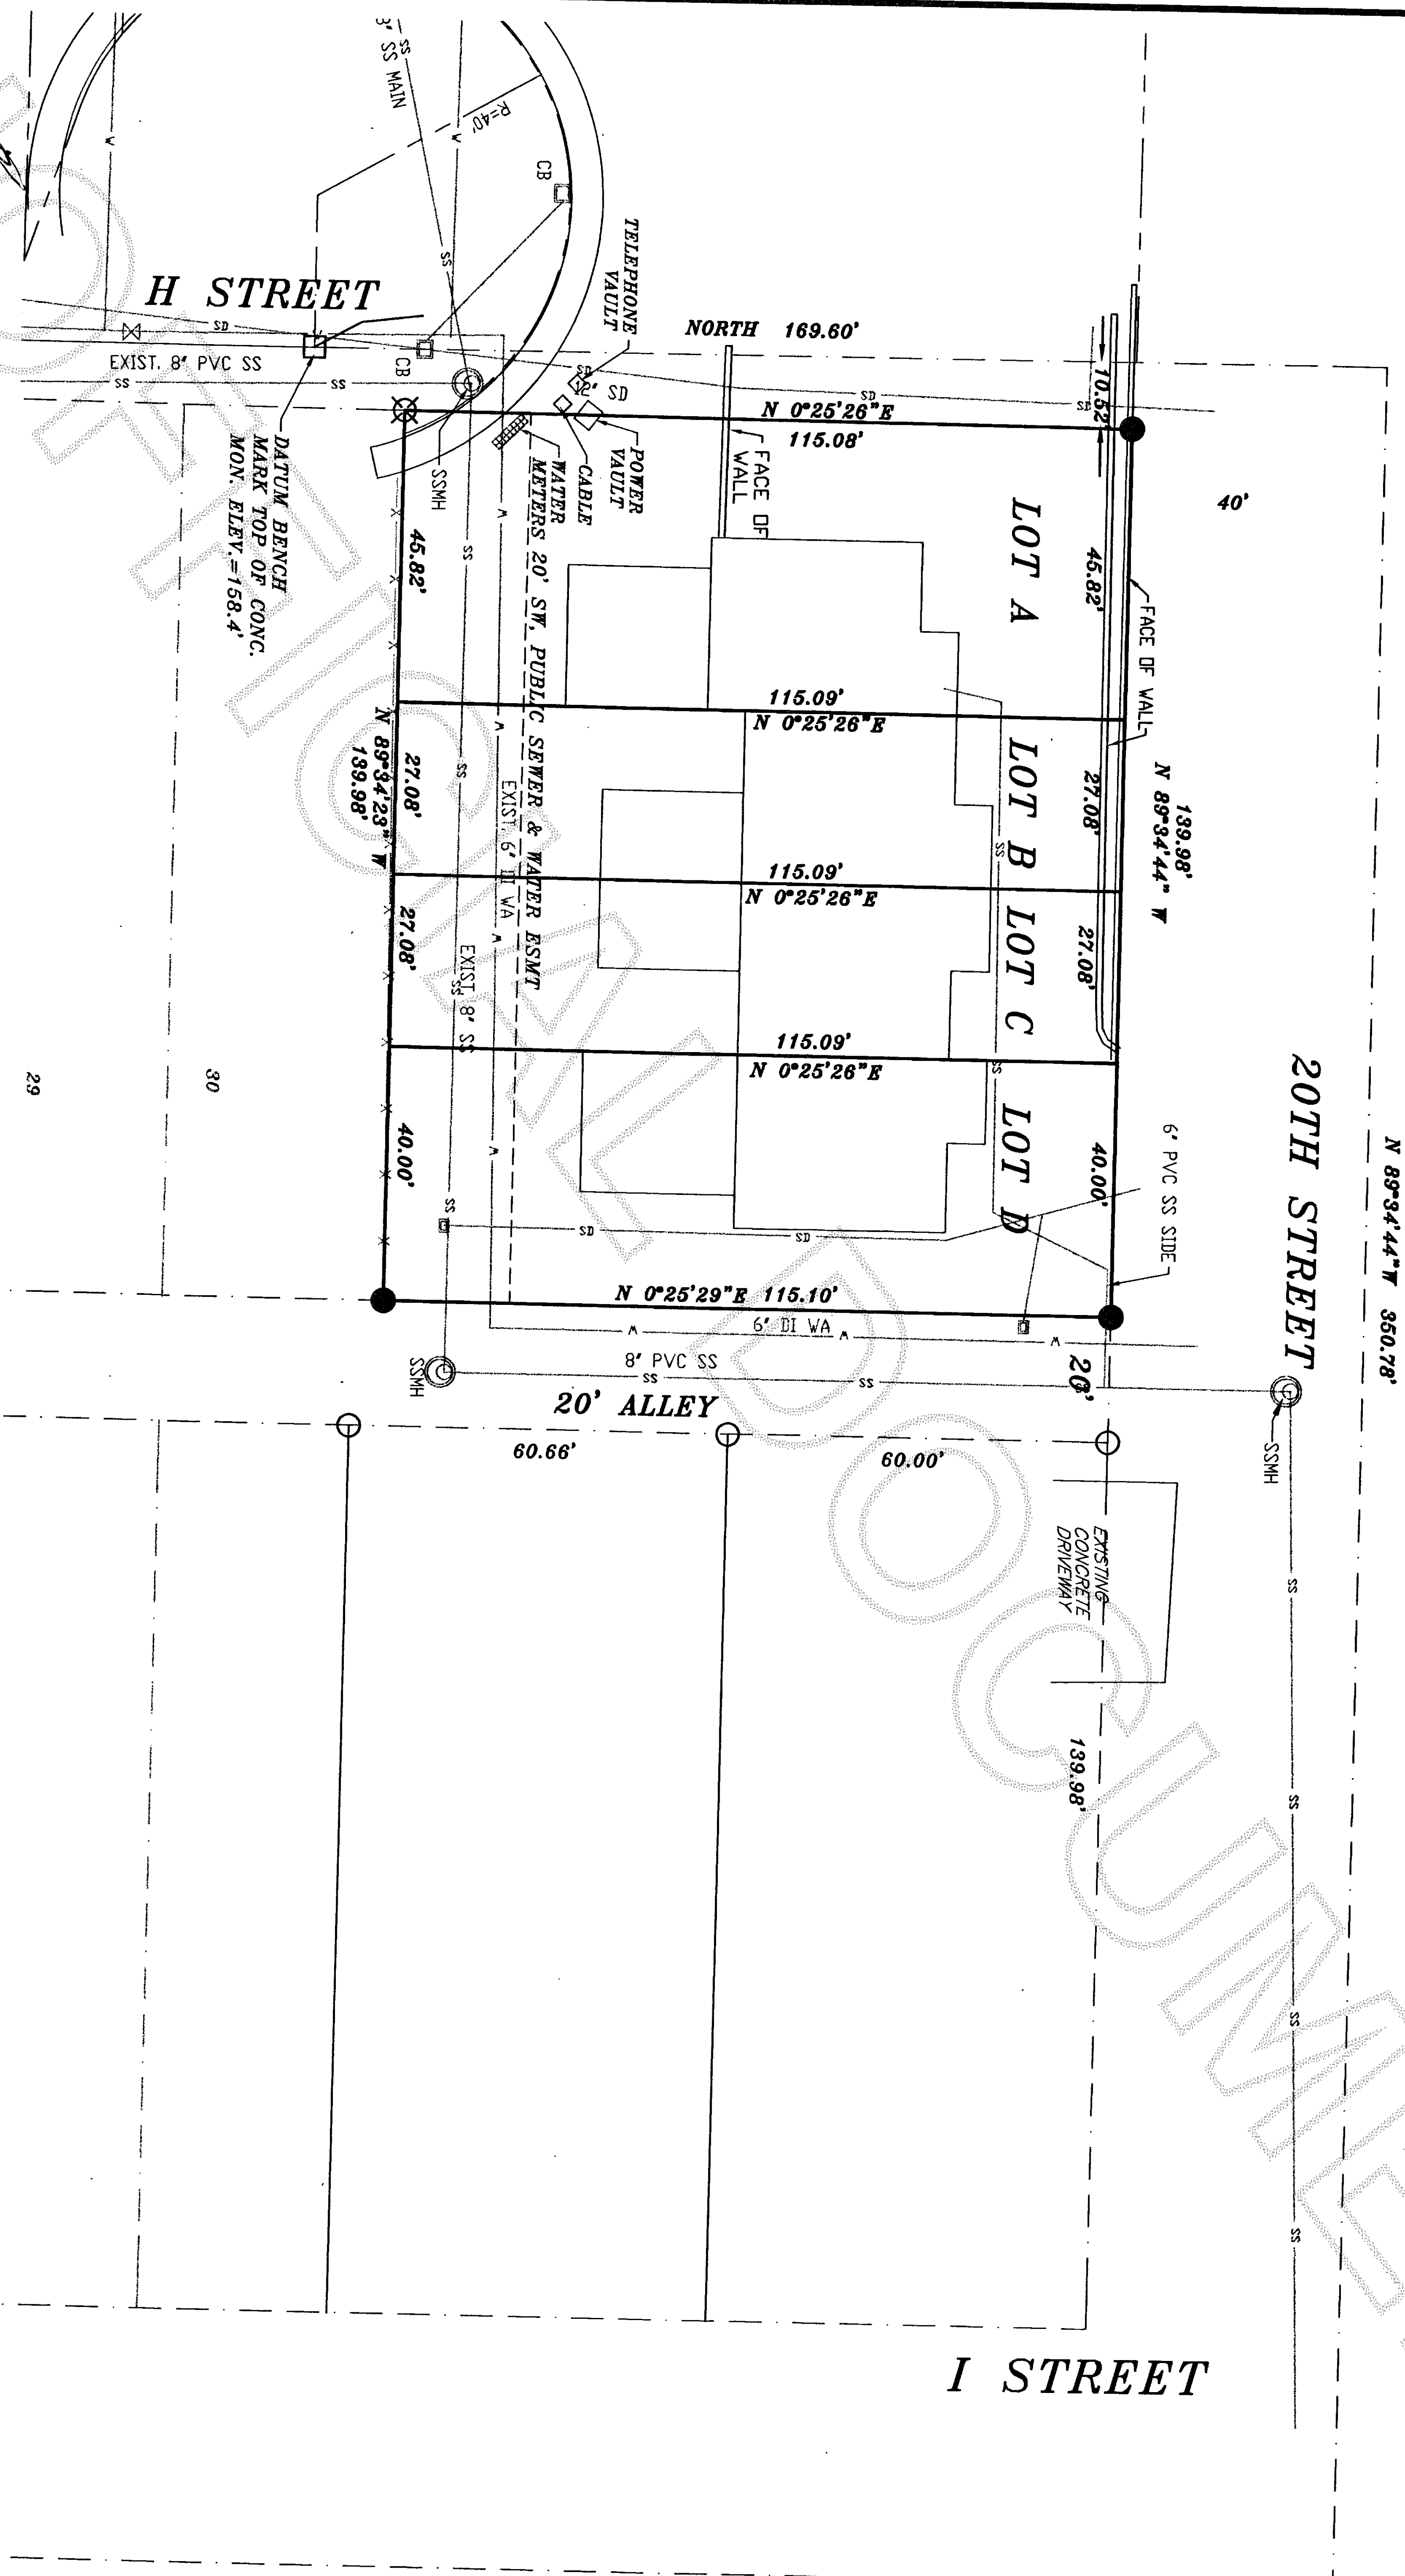 N 89°34'44"W 350.78'
20TH STREET
40'
SSMH
6" PVC SS SIDE
FACE OF WALL
139.98'
N 89°34'44" W
10.52'
45.82'
27.08'
27.08'
40.00'
LOT A
LOT B
LOT C
LOT D
NORTH 169.60'
N 0°25'26"E
115.08'
115.09'
N 0°25'26"E
115.09'
N 0°25'26"E
115.09'
N 0°25'26"E
N 0°25'29"E 115.10'
6" DI WA
8" PVC SS
20' ALLEY
20'
SSMH
60.66'
60.00'
EXISTING
CONCRETE
DRIVEWAY
139.98'
FACE OF
WALL
TELEPHONE
VAULT
12" SD
POWER
VAULT
CABLE
WATER
METERS
20' SW, PUBLIC SEWER & WATER ESMT
EXIST. 6" DI WA
EXIST. 8" SS
SSMH
45.82'
27.08'
27.08'
40.00'
N 89°34'23" W
139.98'
H STREET
EXIST. 8" PVC SS
CB
CB
R=40'
8" SS MAIN
DATUM BENCH
MARK TOP OF CONC.
MON. ELEV.=158.4'
30
29
I STREET
SS
SD
W
OFFICIAL DOCUME